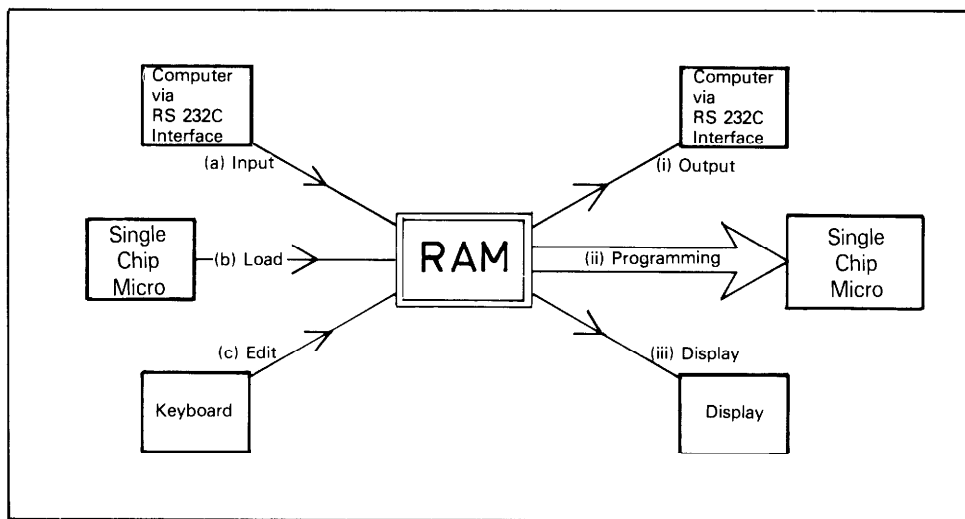 Computer
via
RS 232C
Interface
(a) Input
Single
Chip
Micro
(b) Load
Keyboard
(c) Edit
RAM
Computer
via
RS 232C
Interface
(i) Output
(ii) Programming
Single
Chip
Micro
(iii) Display
Display